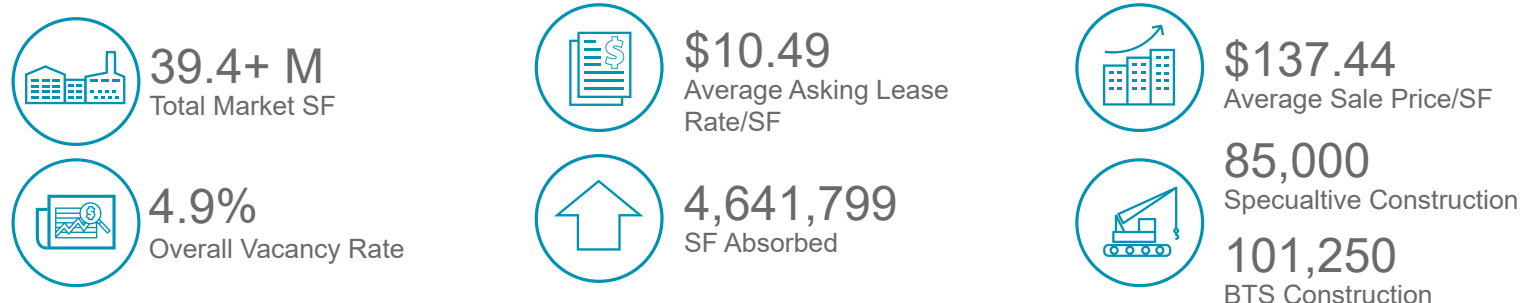 39.4+ M
Total Market SF
$10.49
Average Asking Lease
Rate/SF
$137.44
Average Sale Price/SF
4.9%
Overall Vacancy Rate
4,641,799
SF Absorbed
85,000
Specualtive Construction
101,250
BTS Construction